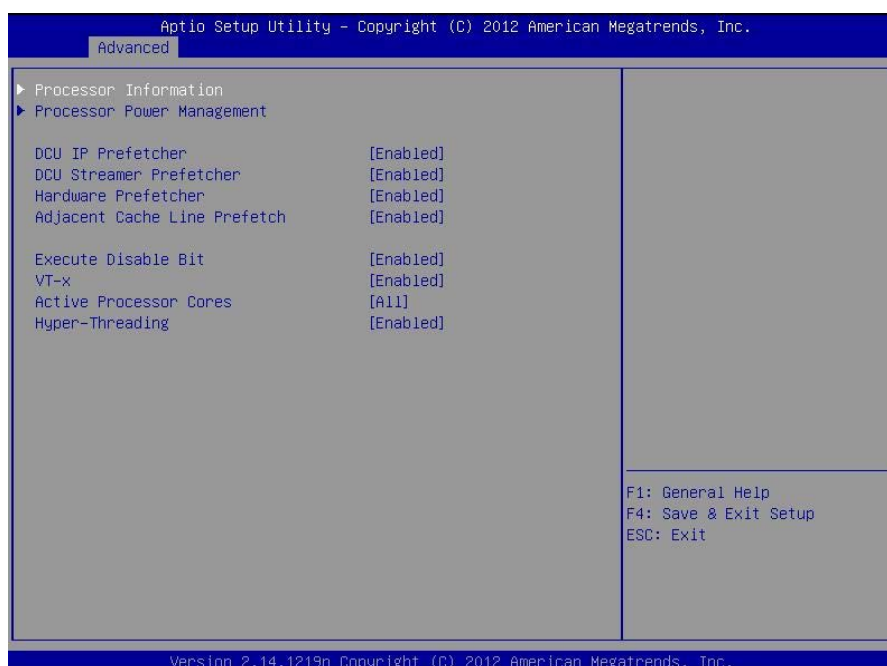 Aptio Setup Utility – Copyright (C) 2012 American Megatrends, Inc.
Advanced
Processor Information
Processor Power Management
DCU IP Prefetcher [Enabled]
DCU Streamer Prefetcher [Enabled]
Hardware Prefetcher [Enabled]
Adjacent Cache Line Prefetch [Enabled]
Execute Disable Bit [Enabled]
VT-x [Enabled]
Active Processor Cores [All]
Hyper-Threading [Enabled]
F1: General Help
F4: Save & Exit Setup
ESC: Exit
Version 2.14.1219n Copyright (C) 2012 American Megatrends, Inc.